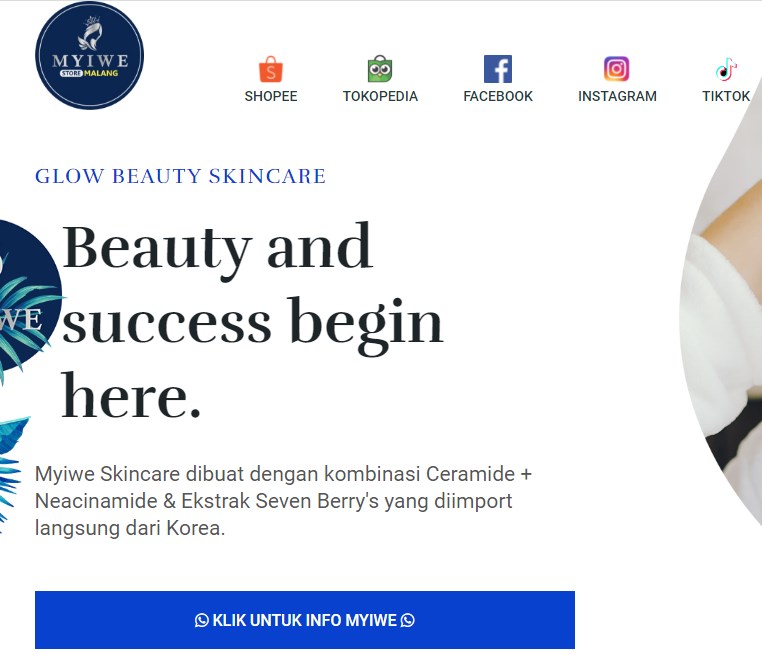 MYIWE
STORE MALANG
SHOPEE
TOKOPEDIA
FACEBOOK
INSTAGRAM
TIKTOK
GLOW BEAUTY SKINCARE
Beauty and
success begin
here.
WE
Myiwe Skincare dibuat dengan kombinasi Ceramide +
Neacinamide & Ekstrak Seven Berry's yang diimport
langsung dari Korea.
KLIK UNTUK INFO MYIWE